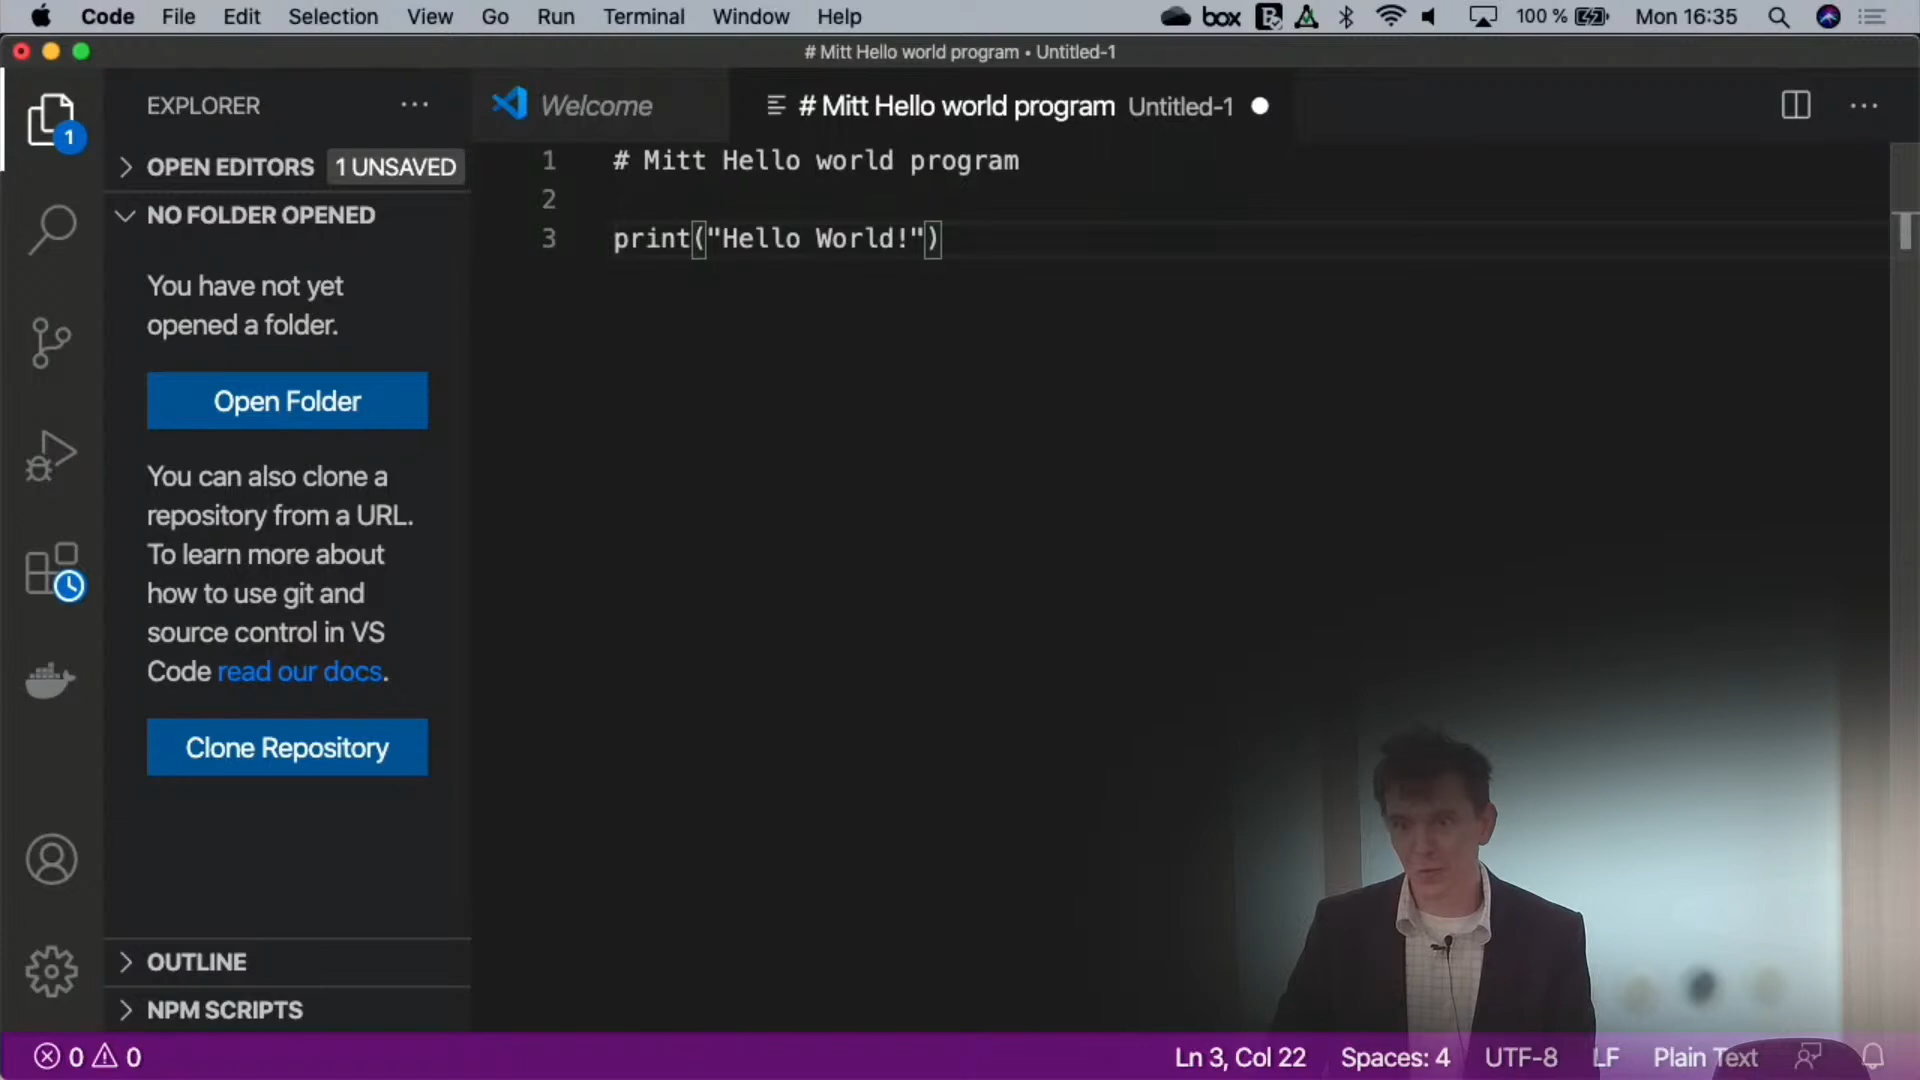 Code File Edit Selection View Go Run Terminal Window Help box 100 % Mon 16:35
# Mitt Hello world program • Untitled-1
EXPLORER ···
1
OPEN EDITORS 1 UNSAVED
NO FOLDER OPENED
You have not yet
opened a folder.
Open Folder
You can also clone a
repository from a URL.
To learn more about
how to use git and
source control in VS
Code read our docs.
Clone Repository
OUTLINE
NPM SCRIPTS
Welcome # Mitt Hello world program Untitled-1
1 # Mitt Hello world program
2
3 print("Hello World!")
0 0 Ln 3, Col 22 Spaces: 4 UTF-8 LF Plain Text